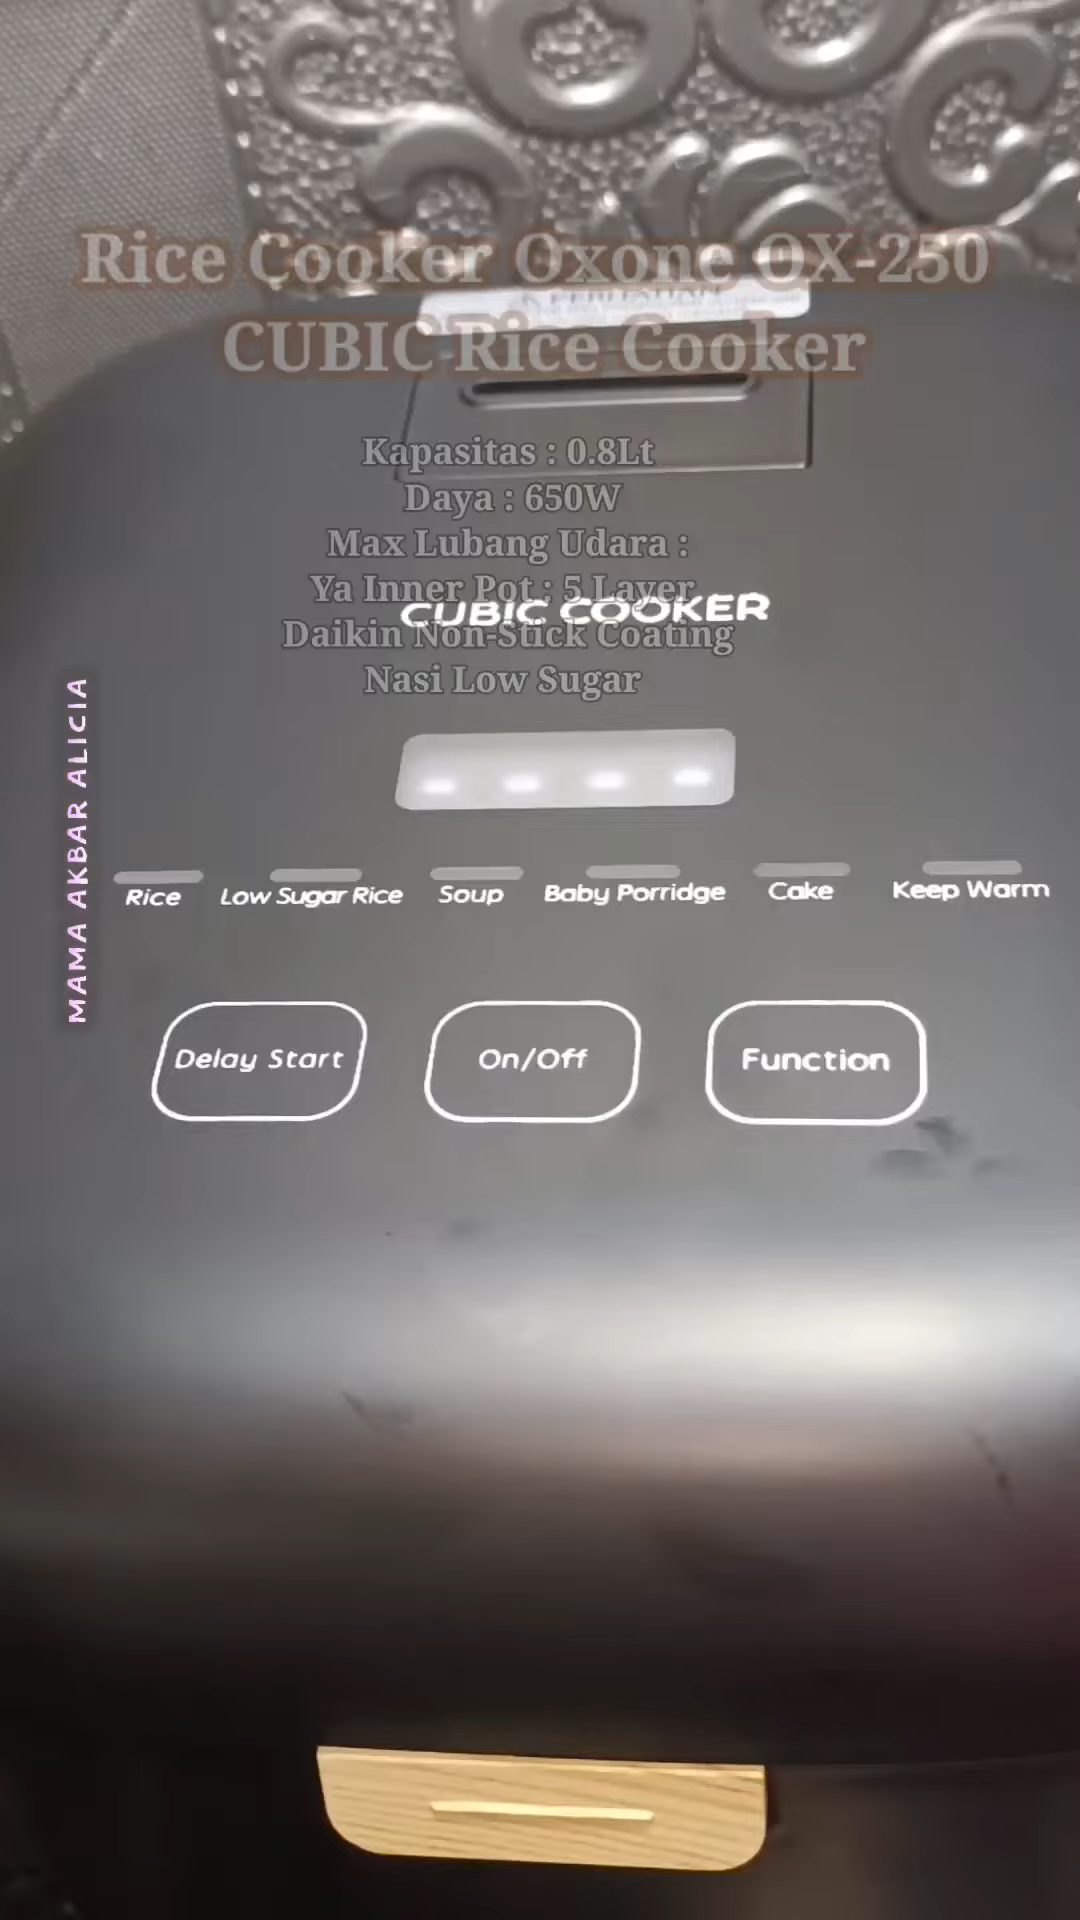 Rice Cooker Oxone OX-250
CUBIC Rice Cooker
Kapasitas : 0.8Lt
Daya : 650W
Max Lubang Udara :
Ya Inner Pot : 5 Layer
CUBIC COOKER
Daikin Non-Stick Coating
Nasi Low Sugar
MAMA AKBAR ALICIA
Rice Low Sugar Rice Soup Baby Porridge Cake Keep Warm
Delay Start On/Off Function